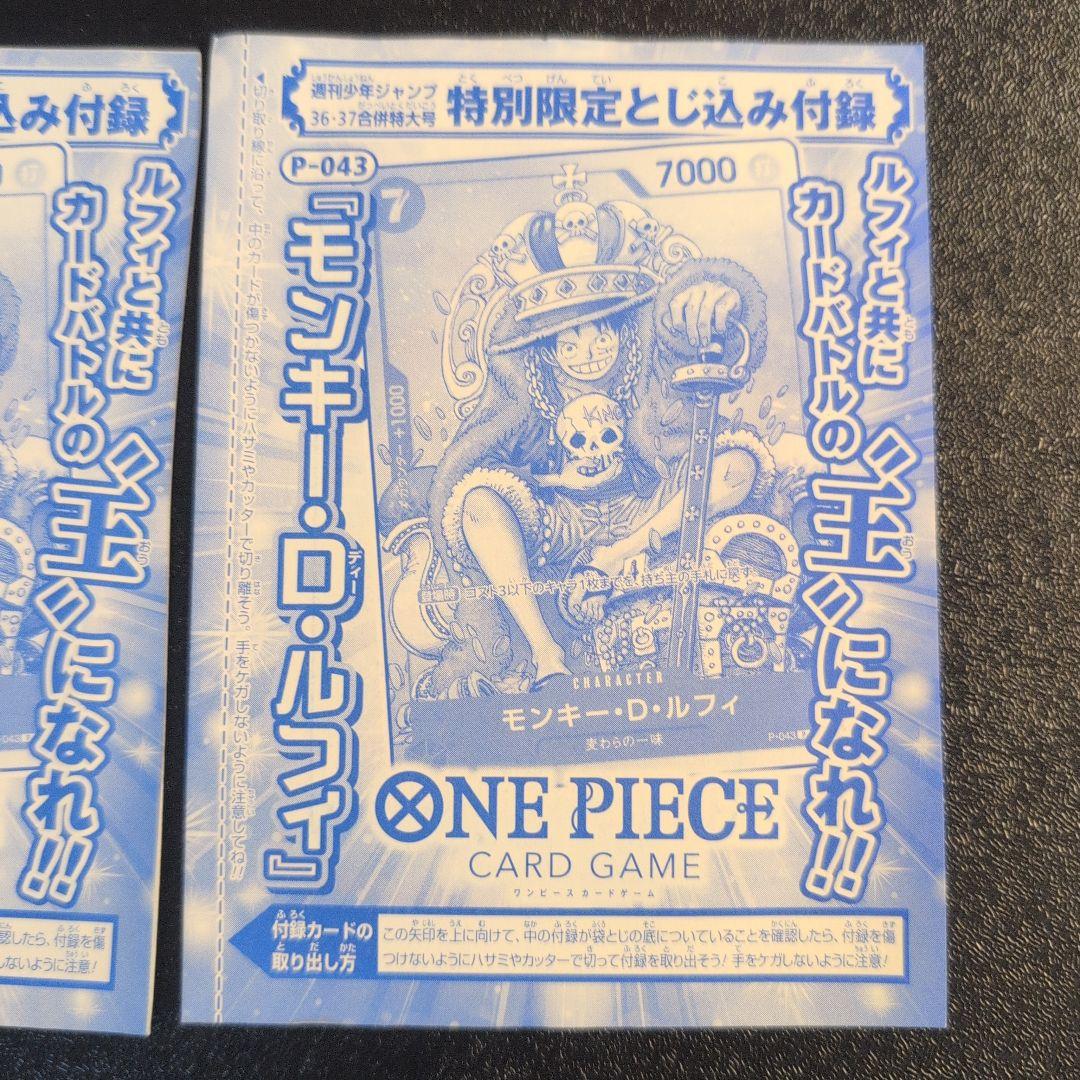 込み付録
ルフィと共に
カードバトルの
〝王〟になれ!!
P-043
認したら、付録を傷
しないように注意!
週刊少年ジャンプ
36・37合併特大号
特別限定とじ込み付録
P-043
『モンキー・D・ルフィ』
◀切り取り線に沿って、中のカードが傷つかないようにハサミやカッターで切り離そう。手をケガしないように注意してね!!
7
7000
カウンター+1000
KING
登場時 コスト3以下のキャラ1枚までを、持ち主の手札に戻す。
CHARACTER
モンキー・D・ルフィ
麦わらの一味
P-043
ルフィと共に
カードバトルの
〝王〟になれ!!
ONE PIECE
CARD GAME
ワンピース カードゲーム
付録カードの
取り出し方
この矢印を上に向けて、中の付録が袋とじの底についていることを確認したら、付録を傷
つけないようにハサミやカッターで切って付録を取り出そう!手をケガしないように注意!